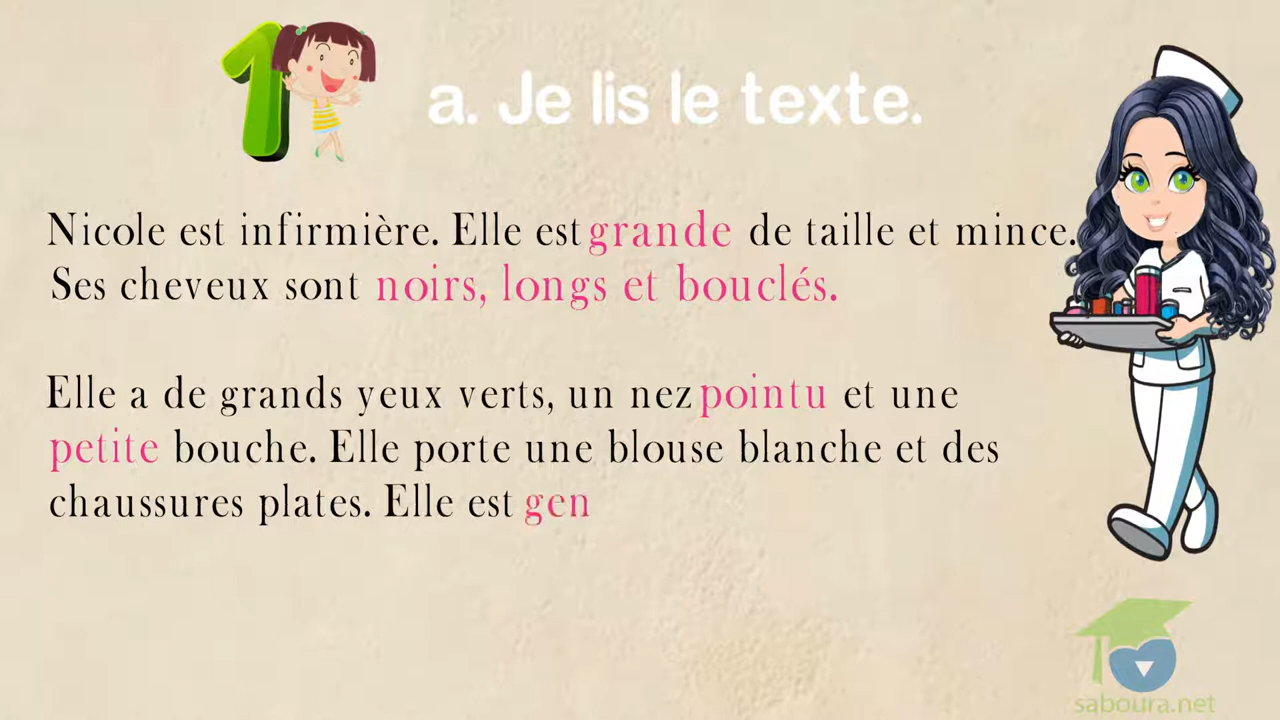 1
a. Je lis le texte.
Nicole est infirmière. Elle est grande de taille et mince.
Ses cheveux sont noirs, longs et bouclés.
Elle a de grands yeux verts, un nez pointu et une
petite bouche. Elle porte une blouse blanche et des
chaussures plates. Elle est gen
saboura.net